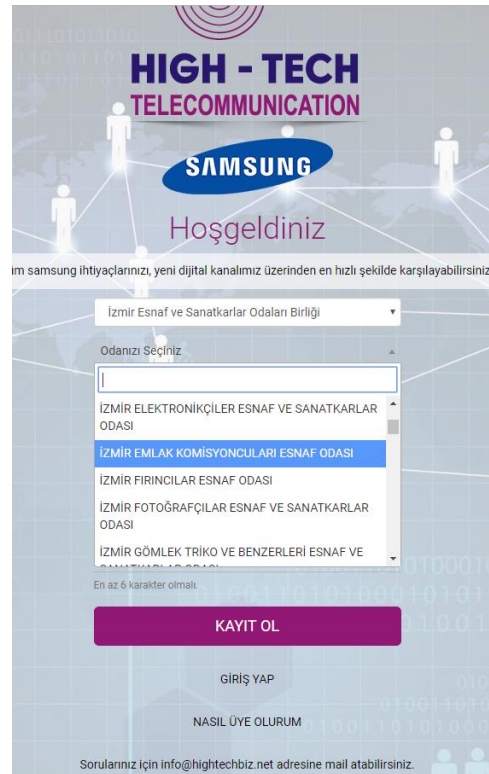 HIGH - TECH
TELECOMMUNICATION
SAMSUNG
Hoşgeldiniz
samsung ihtiyaçlarınızı, yeni dijital kanalımız üzerinden en hızlı şekilde karşılayabilirsiniz
İzmir Esnaf ve Sanatkarlar Odaları Birliği
Odanızı Seçiniz
İZMİR ELEKTRONİKÇİLER ESNAF VE SANATKARLAR
ODASI
İZMİR EMLAK KOMİSYONCULARI ESNAF ODASI
İZMİR FIRINCILAR ESNAF ODASI
İZMİR FOTOĞRAFÇILAR ESNAF VE SANATKARLAR
ODASI
İZMİR GÖMLEK TRİKO VE BENZERLERİ ESNAF VE
SANATKARLAR ODASI
En az 6 karakter olmalı.
KAYIT OL
GİRİŞ YAP
NASIL ÜYE OLURUM
Sorularınız için info@hightechbiz.net adresine mail atabilirsiniz.